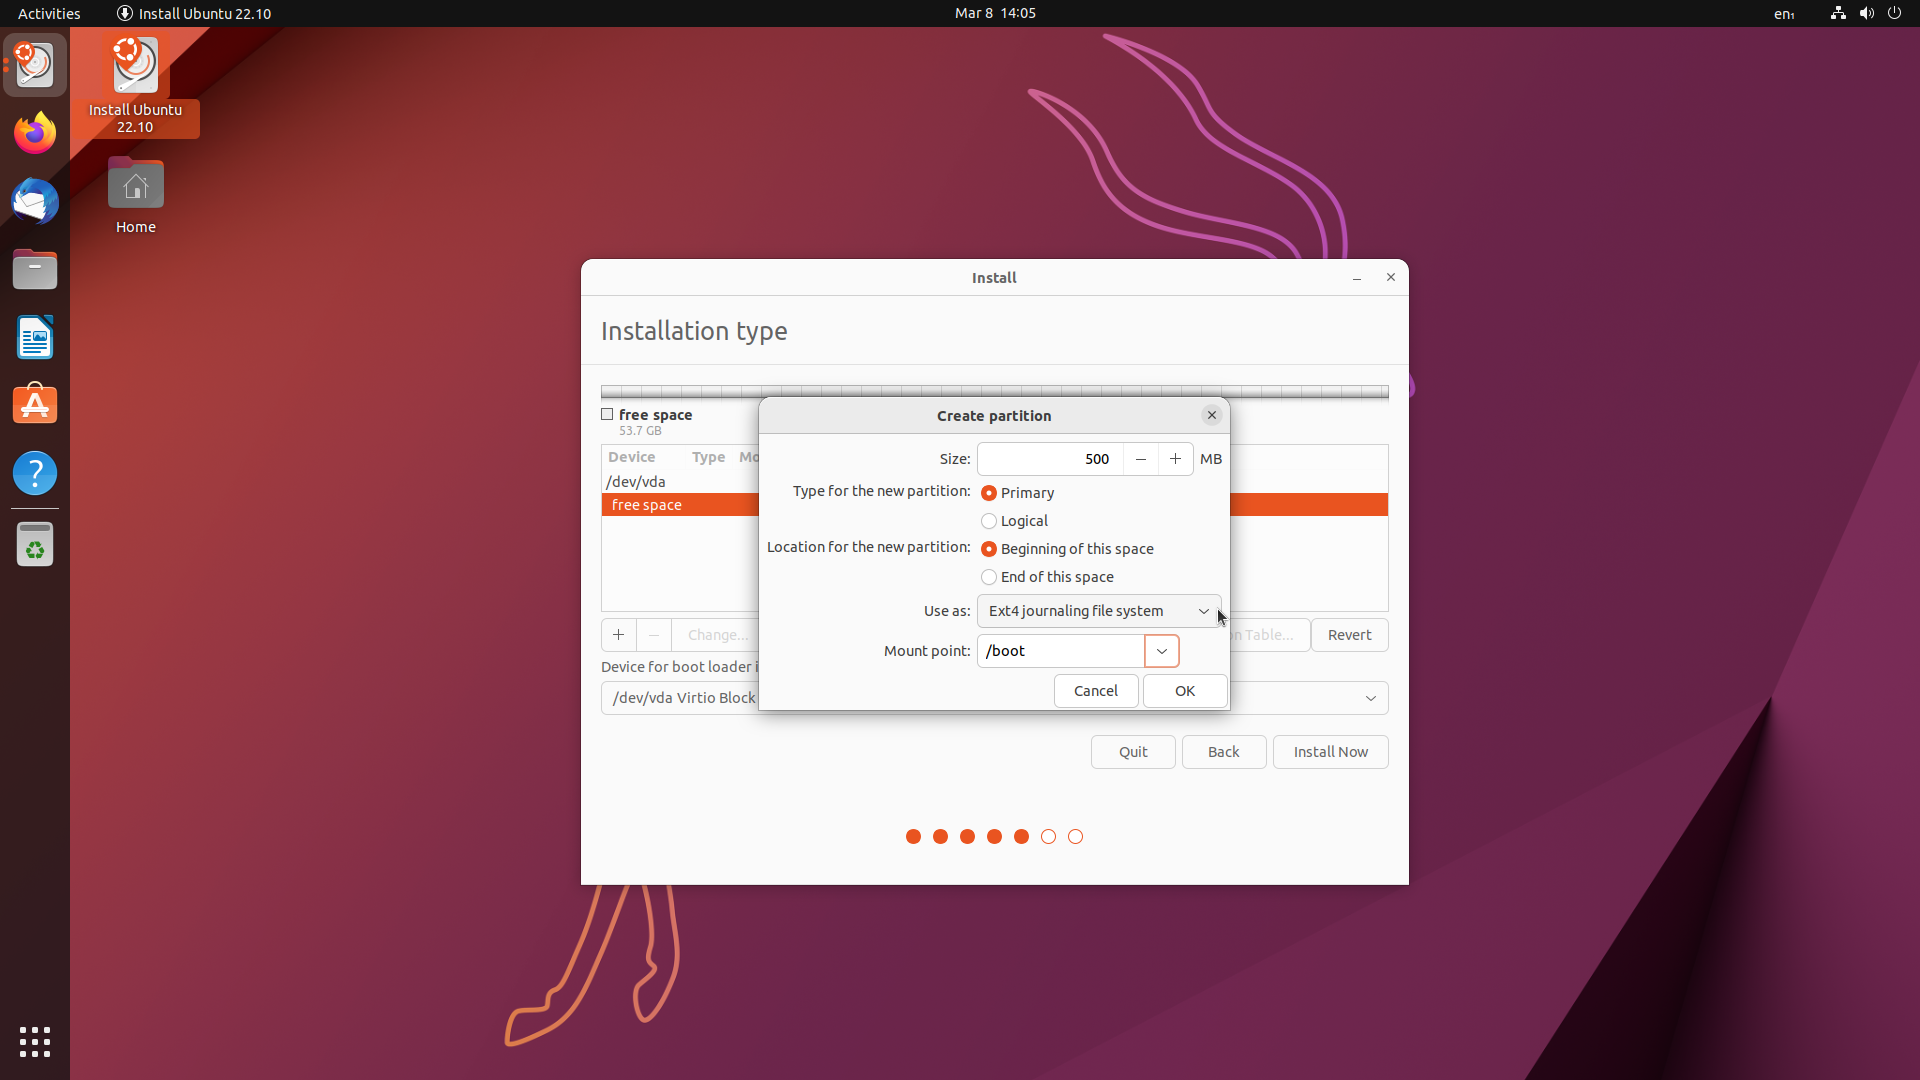 Activities
Install Ubuntu 22.10
Mar 8 14:05
en₁
Install Ubuntu
22.10
Home
Install
Installation type
free space
53.7 GB
Device Type
/dev/vda
free space
Change...
Table...
Revert
Device for boot loader
/dev/vda Virtio Block
Quit
Back
Install Now
Create partition
Size: 500 MB
Type for the new partition: Primary
Logical
Location for the new partition: Beginning of this space
End of this space
Use as: Ext4 journaling file system
Mount point: /boot
Cancel
OK